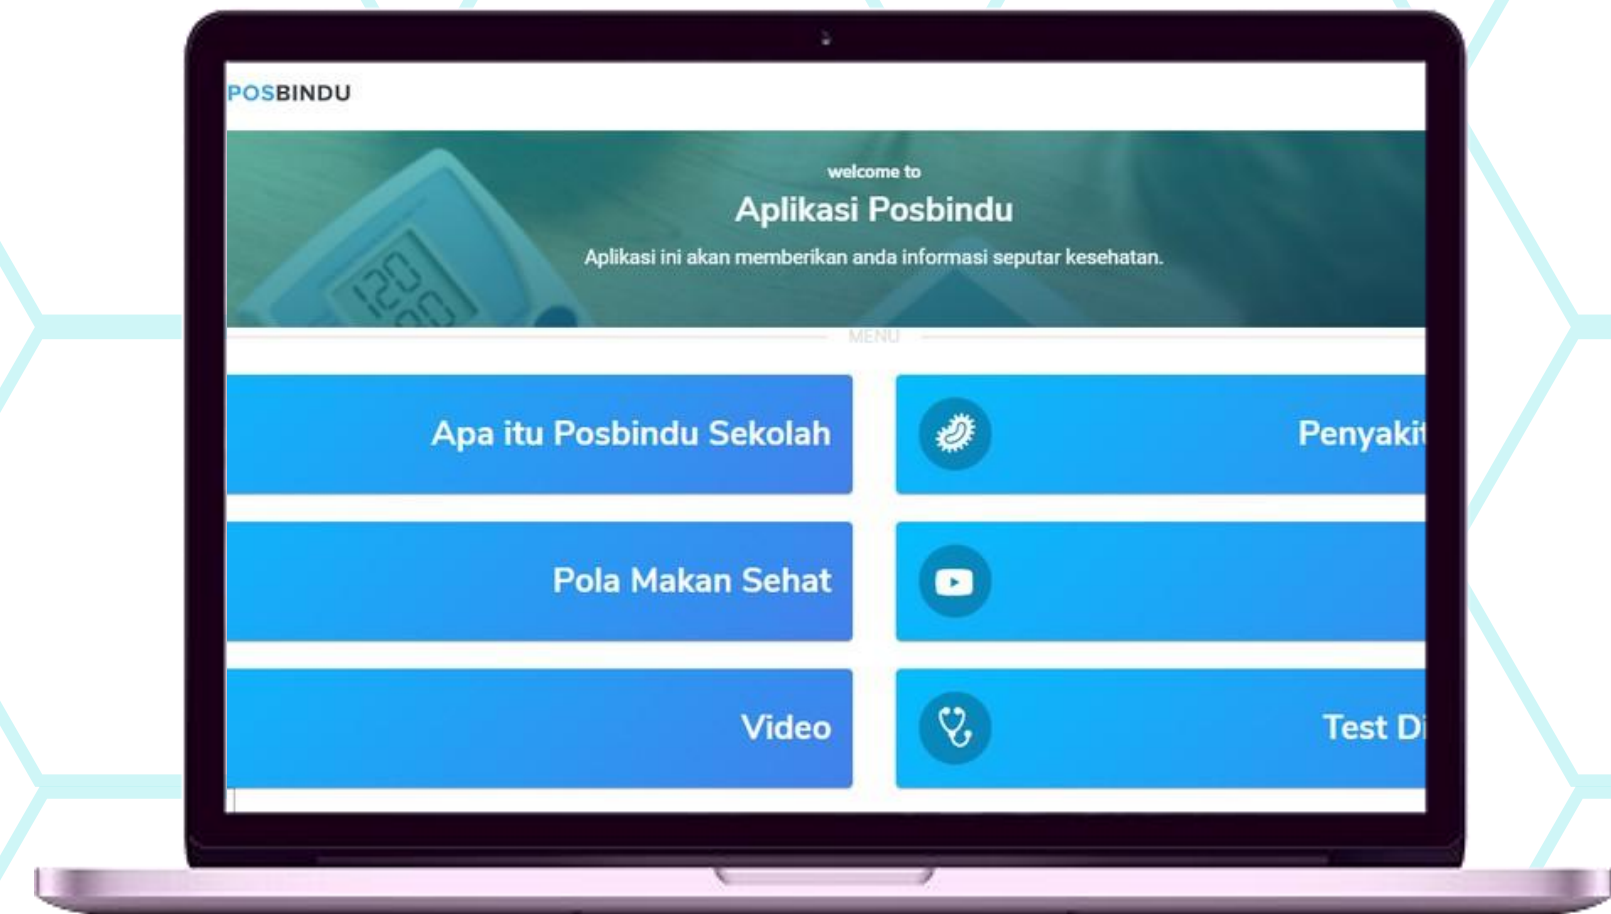 POSBINDU
welcome to
Aplikasi Posbindu
Aplikasi ini akan memberikan anda informasi seputar kesehatan.
120
MENU
Apa itu Posbindu Sekolah
Penyakit
Pola Makan Sehat
Video
Test Di